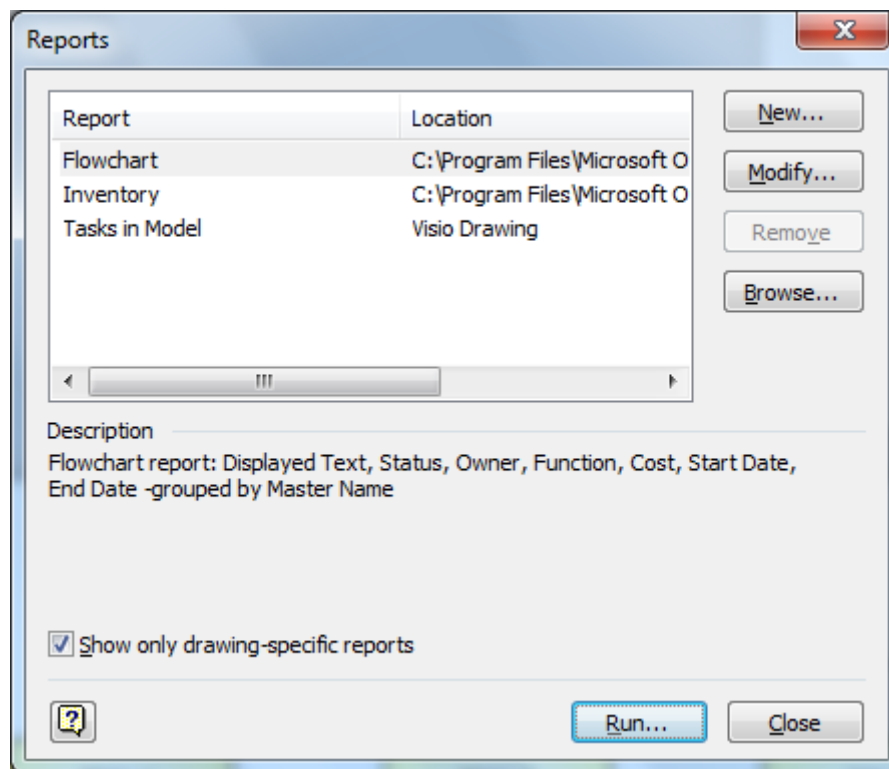 Reports
Report Location
Flowchart C:\Program Files\Microsoft O
Inventory C:\Program Files\Microsoft O
Tasks in Model Visio Drawing
New...
Modify...
Remove
Browse...
Description
Flowchart report: Displayed Text, Status, Owner, Function, Cost, Start Date,
End Date -grouped by Master Name
Show only drawing-specific reports
Run... Close